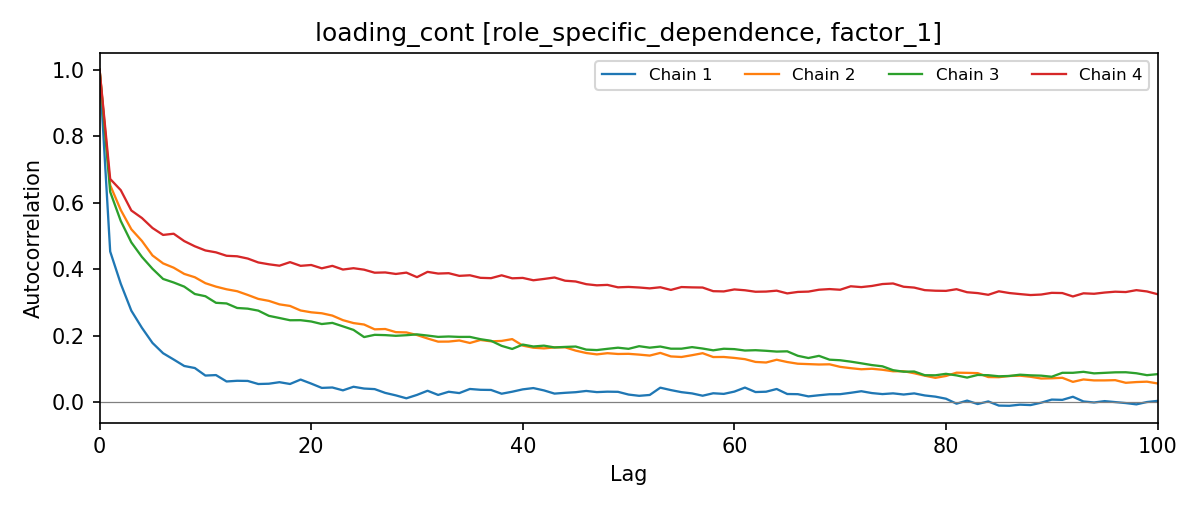 loading_cont [role_specific_dependence, factor_1]
Chain 1 Chain 2 Chain 3 Chain 4
Autocorrelation
1.0
0.8
0.6
0.4
0.2
0.0
0 20 40 60 80 100
Lag